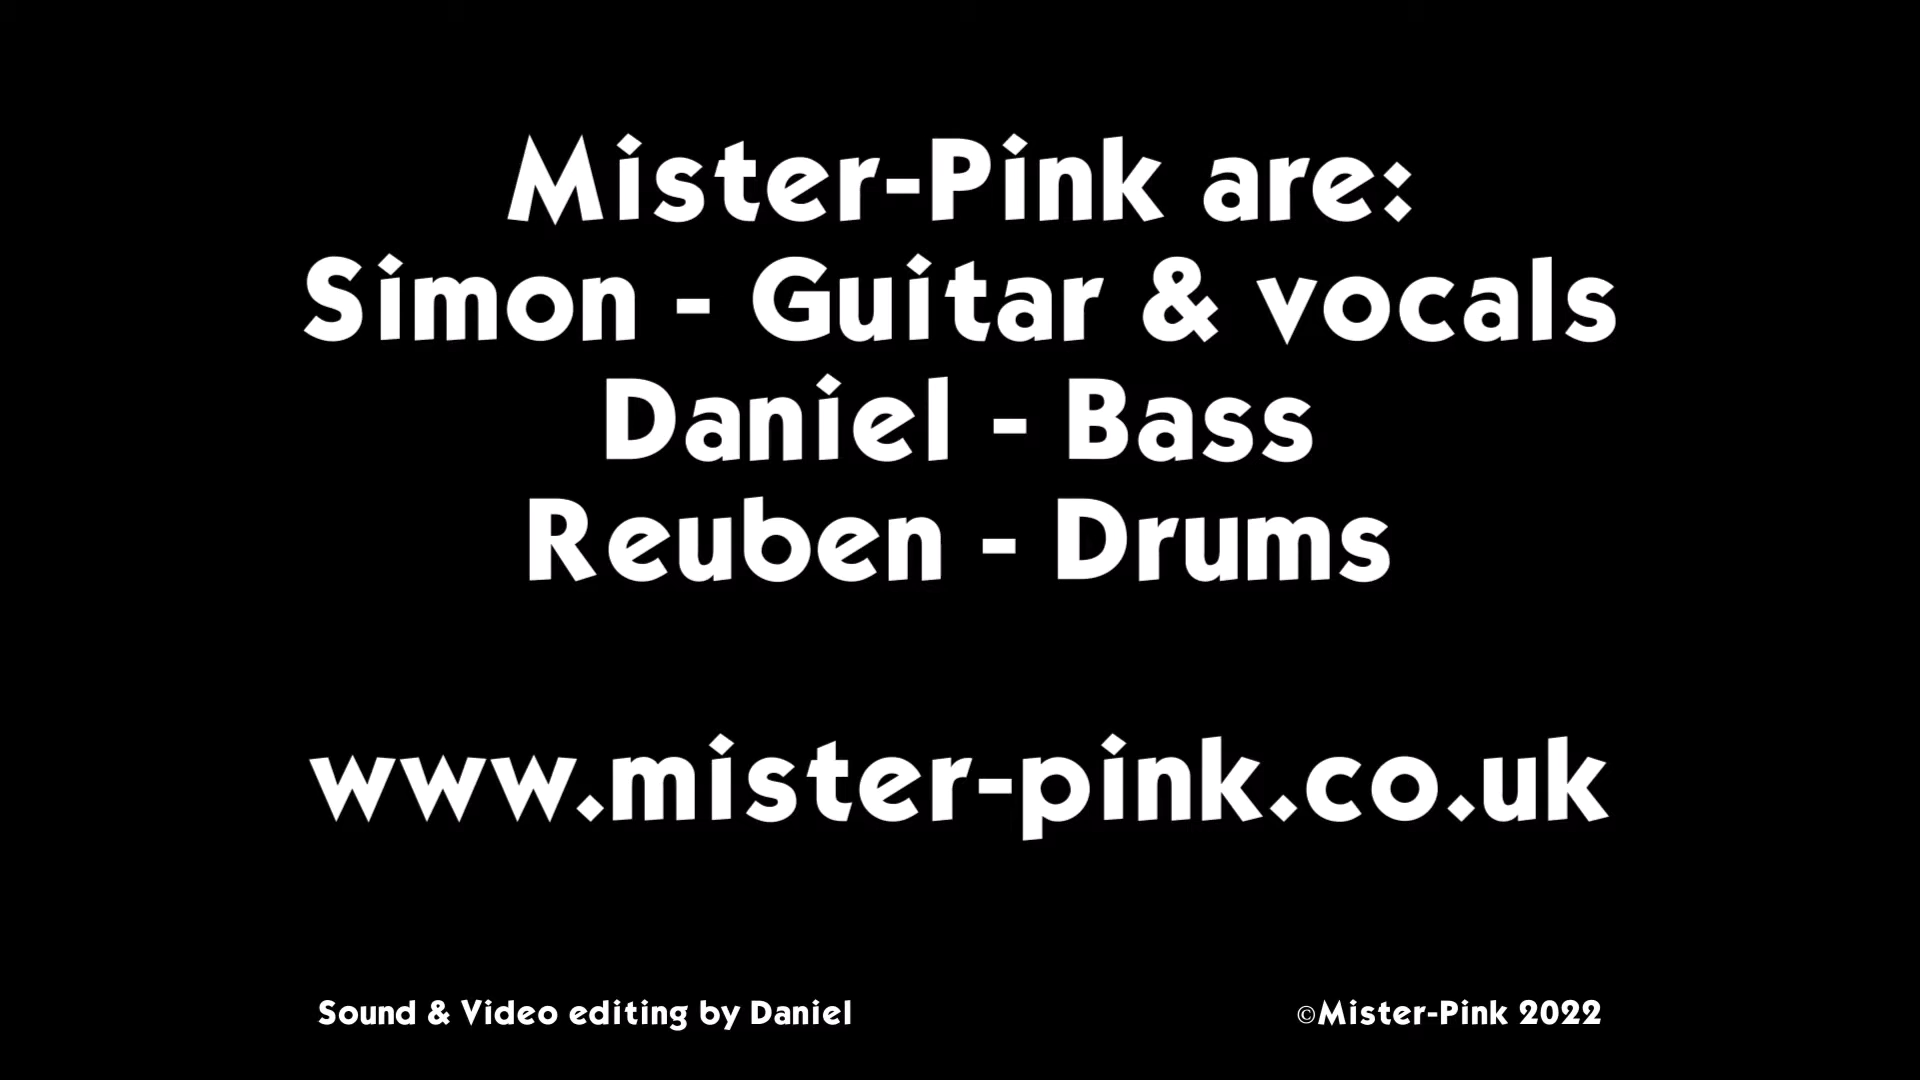 Mister-Pink are:
Simon - Guitar & vocals
Daniel - Bass
Reuben - Drums
www.mister-pink.co.uk
Sound & Video editing by Daniel
©Mister-Pink 2022